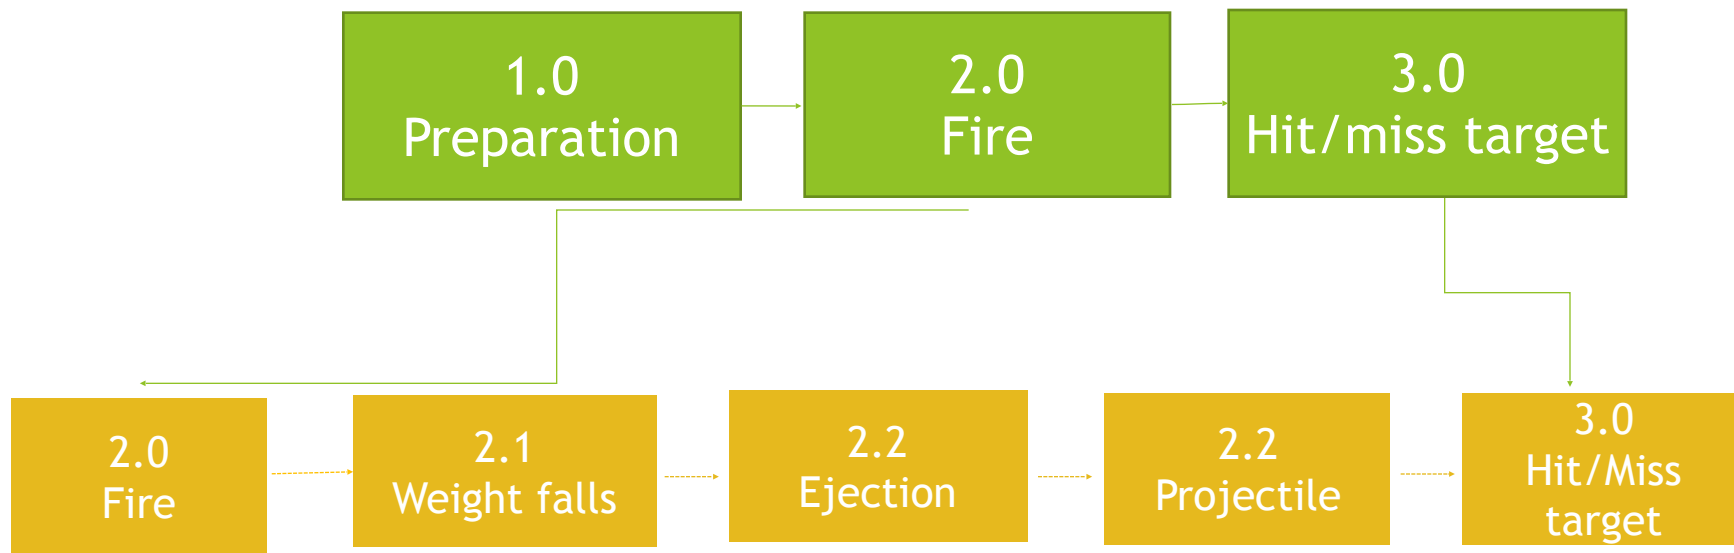 1.0
Preparation
2.0
Fire
3.0
Hit/miss target
2.0
Fire
2.1
Weight falls
2.2
Ejection
2.2
Projectile
3.0
Hit/Miss
target